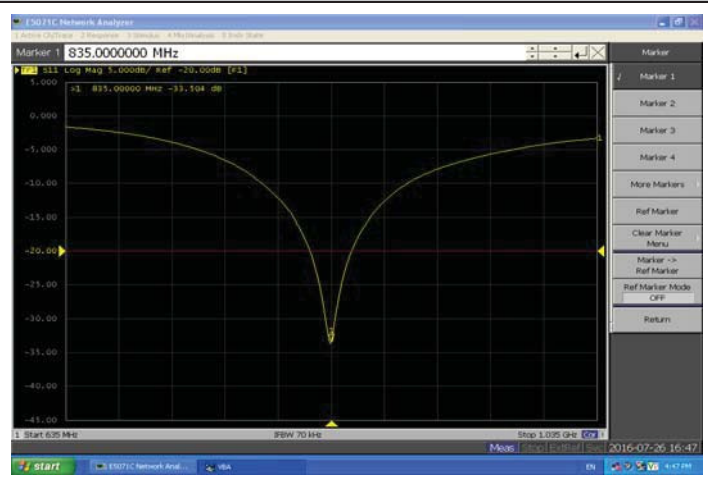 E5071C Network Analyzer
1 Active Ch/Trace 2 Response 3 Stimulus 4 Mkr/Analysis 5 Instr State
Marker 1 835.0000000 MHz
Marker
Tr1 S11 Log Mag 5.000dB/ Ref -20.00dB [F1]
>1 835.00000 MHz -33.504 dB
5.000
0.000
-5.000
-10.00
-15.00
-20.00
-25.00
-30.00
-35.00
-40.00
-45.00
1
Marker 1
Marker 2
Marker 3
Marker 4
More Markers
Ref Marker
Clear Marker
Menu
Marker ->
Ref Marker
Ref Marker Mode
OFF
Return
1 Start 635 MHz IFBW 70 kHz Stop 1.035 GHz Cor
Meas Stop ExtRef Svc 2016-07-26 16:47
start E5071C Network Anal... VBA EN 4:47 PM